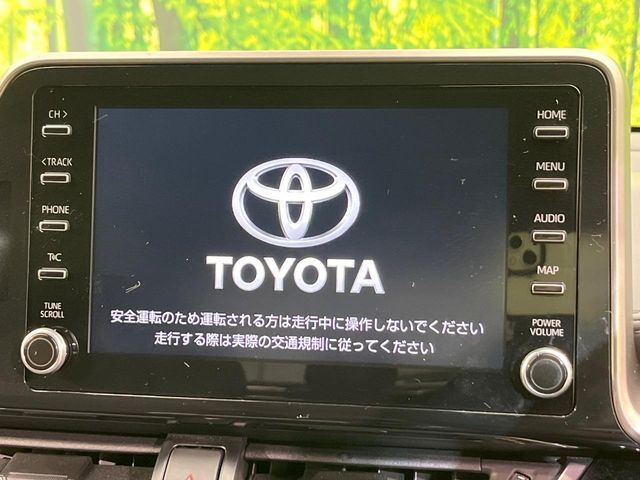 CH >
< TRACK
PHONE
T:C
TUNE
SCROLL
TOYOTA
安全運転のため運転される方は走行中に操作しないでください
走行する際は実際の交通規制に従ってください
HOME
MENU
AUDIO
MAP
POWER
VOLUME